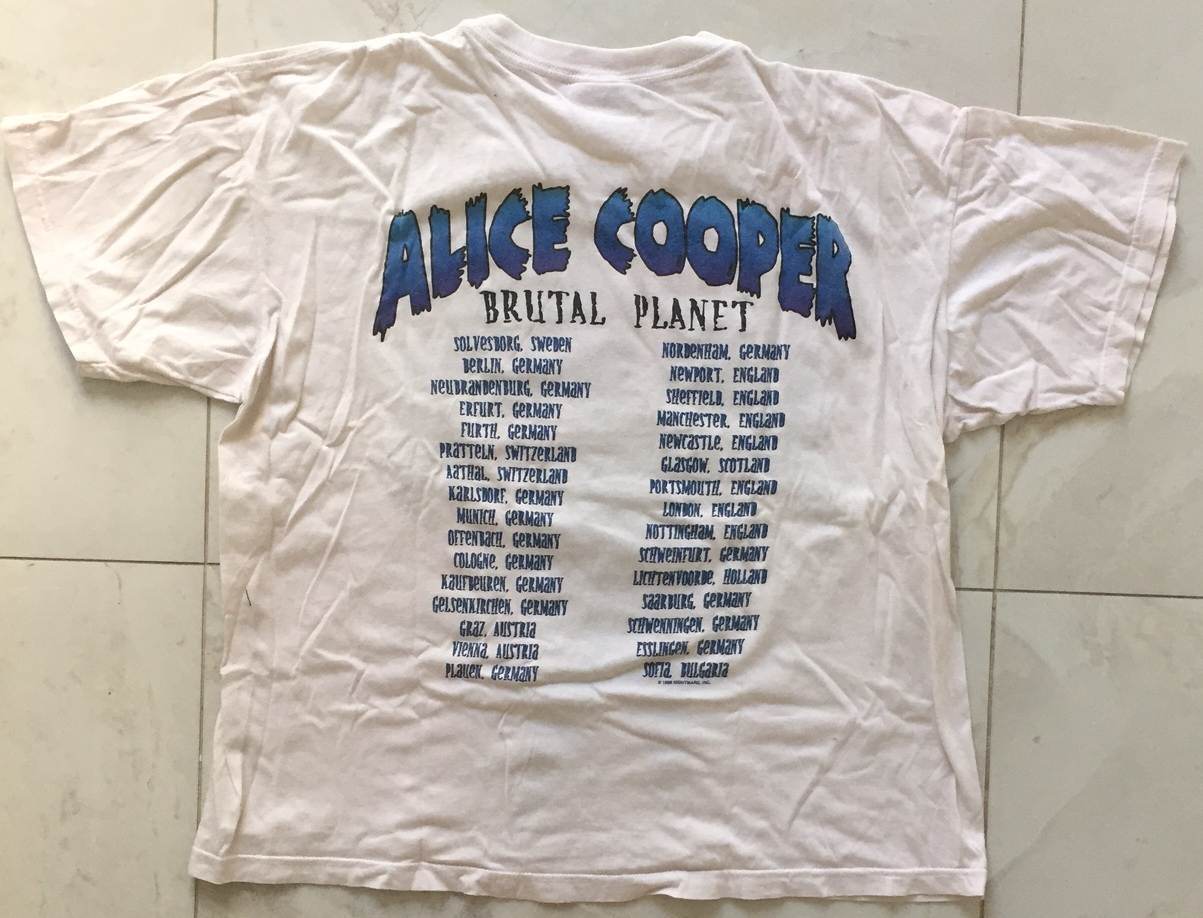 ALICE COOPER
BRUTAL PLANET
SOLVESBORG, SWEDEN
BERLIN, GERMANY
NEUBRANDENBURG, GERMANY
ERFURT, GERMANY
FURTH, GERMANY
PRATTELN, SWITZERLAND
AATHAL, SWITZERLAND
KARLSDORF, GERMANY
MUNICH, GERMANY
OFFENBACH, GERMANY
COLOGNE, GERMANY
KAUFBEUREN, GERMANY
GELSENKIRCHEN, GERMANY
GRAZ, AUSTRIA
VIENNA, AUSTRIA
PLAUEN, GERMANY
NORDENHAM, GERMANY
NEWPORT, ENGLAND
SHEFFIELD, ENGLAND
MANCHESTER, ENGLAND
NEWCASTLE, ENGLAND
GLASGOW, SCOTLAND
PORTSMOUTH, ENGLAND
LONDON, ENGLAND
NOTTINGHAM, ENGLAND
SCHWEINFURT, GERMANY
LICHTENVOORDE, HOLLAND
SAARBURG, GERMANY
SCHWENNINGEN, GERMANY
ESSLINGEN, GERMANY
SOFIA, BULGARIA
© NIGHTMARE, INC.